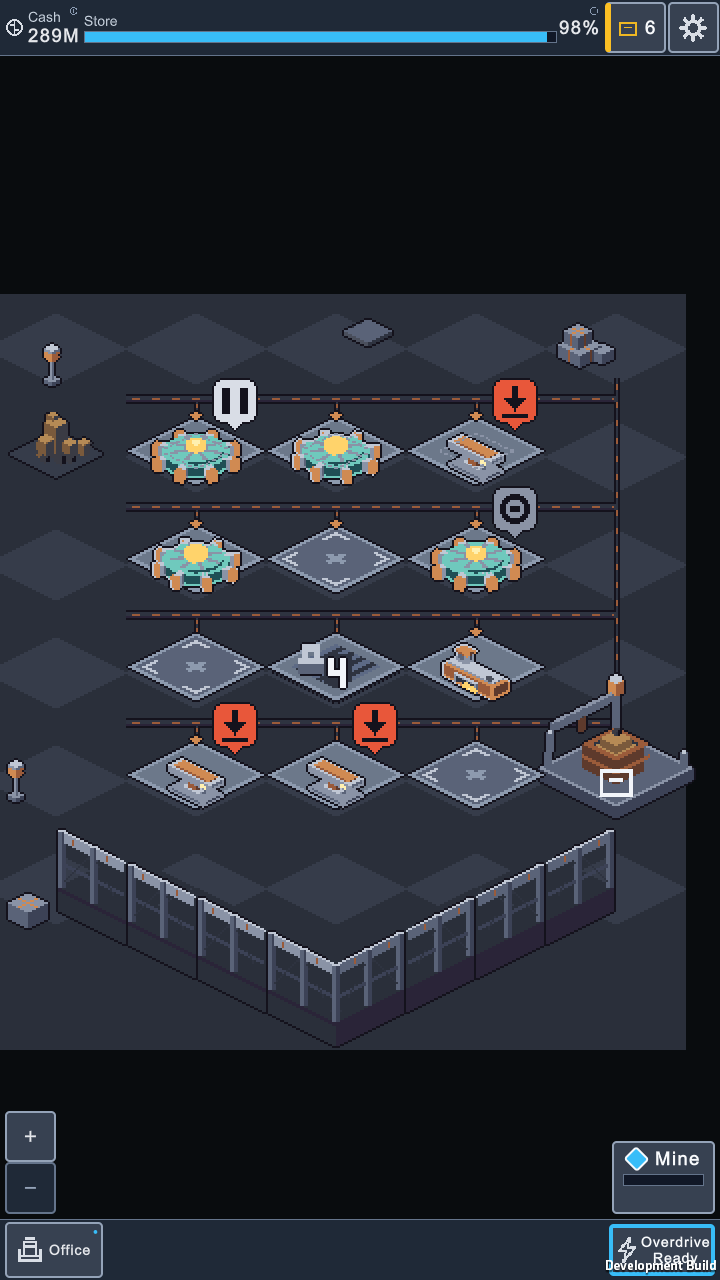 Cash
Store
289M
98%
6
4
+
−
Mine
Office
Overdrive
Ready
Development Build